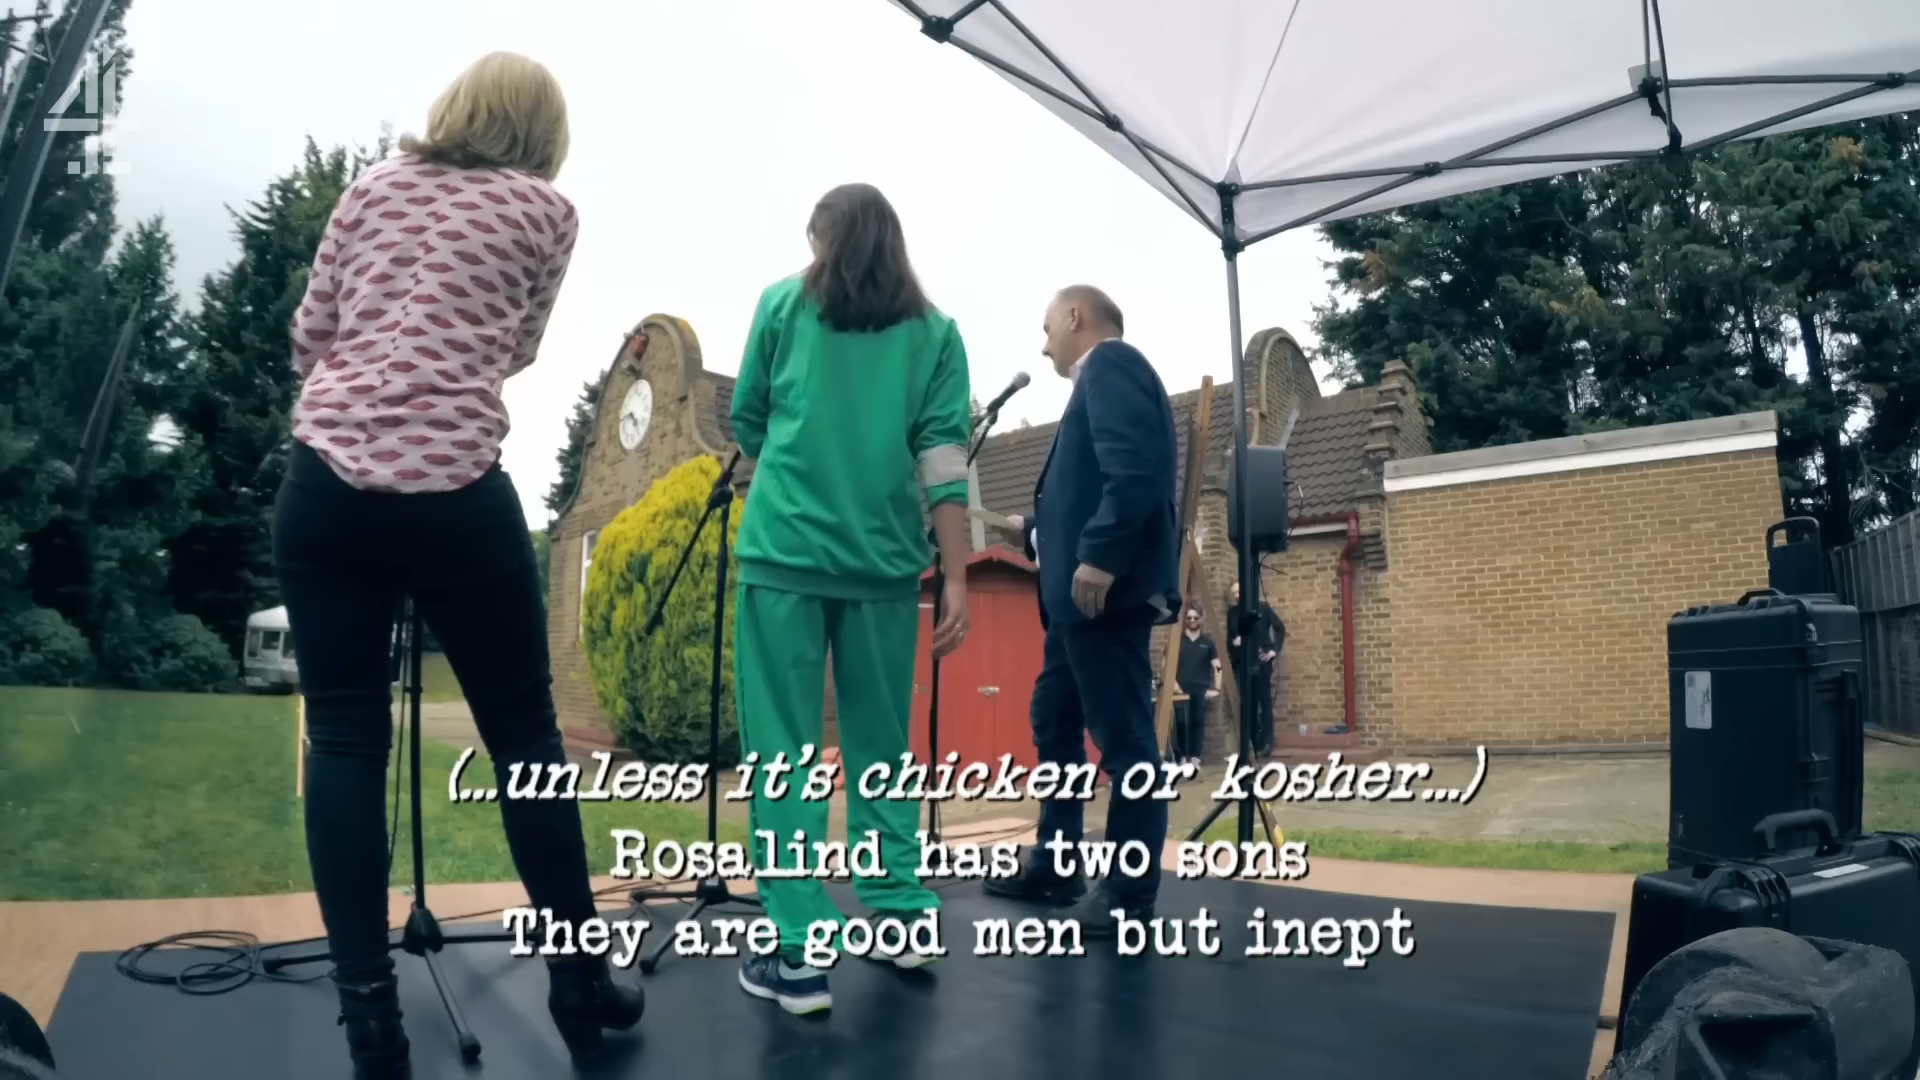 (...unless it's chicken or kosher...)
Rosalind has two sons
They are good men but inept